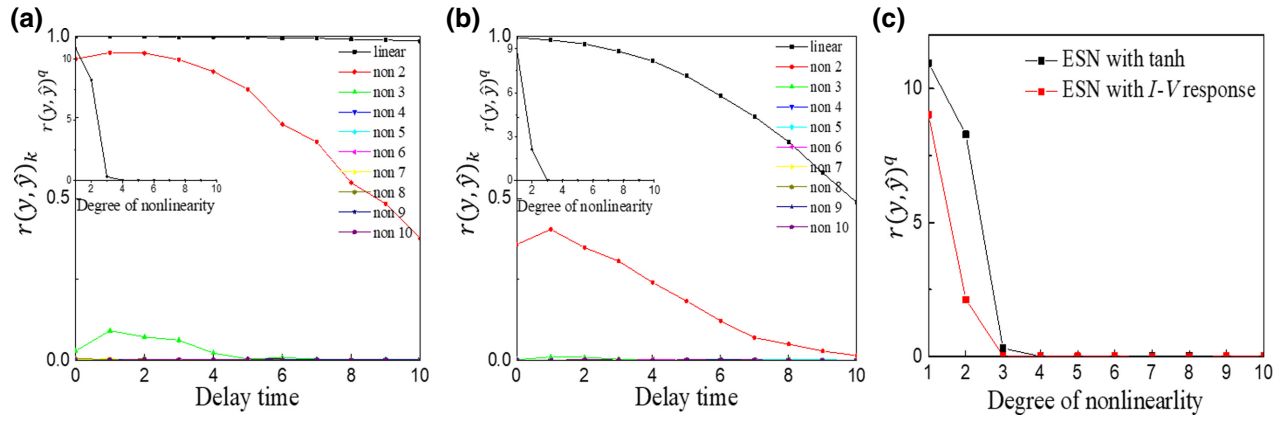 (a)
1.0
0.5
0.0
r(y, ŷ)k
0 2 4 6 8 10
Delay time
10
5
0
r(y, ŷ)q
2 4 6 8 10
Degree of nonlinearity
linear
non 2
non 3
non 4
non 5
non 6
non 7
non 8
non 9
non 10
(b)
1.0
0.5
0.0
r(y, ŷ)k
0 2 4 6 8 10
Delay time
9
6
3
0
r(y, ŷ)q
2 4 6 8 10
Degree of nonlinearity
linear
non 2
non 3
non 4
non 5
non 6
non 7
non 8
non 9
non 10
(c)
10
5
0
r(y, ŷ)q
ESN with tanh
ESN with I-V response
1 2 3 4 5 6 7 8 9 10
Degree of nonlinearlity